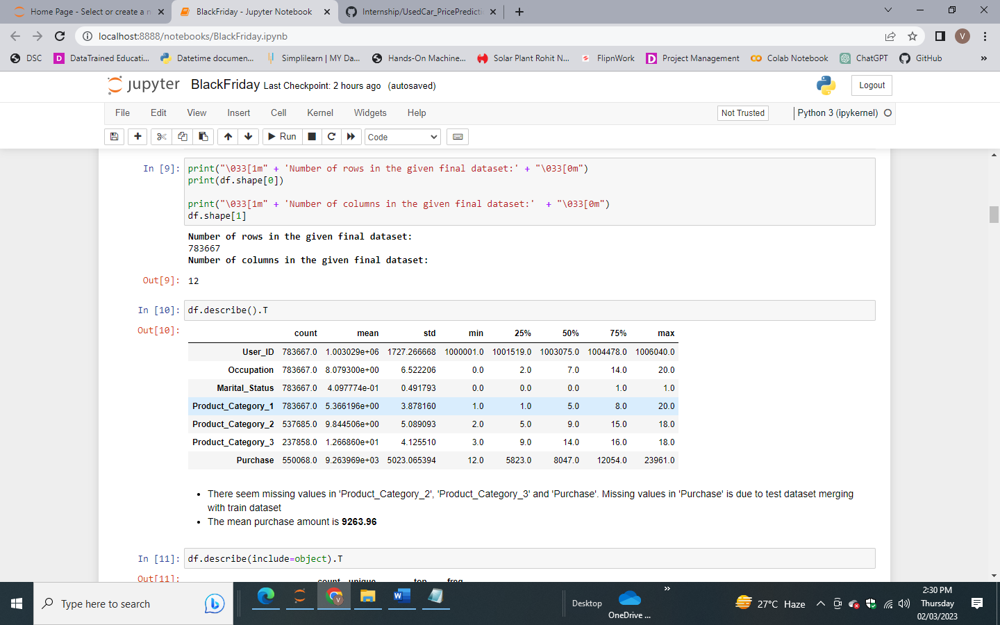 Home Page - Select or create a n
BlackFriday - Jupyter Notebook
Internship/UsedCar_PricePredicti
localhost:8888/notebooks/BlackFriday.ipynb
V
DSC
DataTrained Educati...
Datetime documen...
Simplilearn | MY Da...
Hands-On Machine...
Solar Plant Rohit N...
FlipnWork
Project Management
Colab Notebook
ChatGPT
GitHub
»
jupyter BlackFriday Last Checkpoint: 2 hours ago (autosaved)
Logout
File Edit View Insert Cell Kernel Widgets Help
Not Trusted
Python 3 (ipykernel)
Run
Code
In [9]: print("\033[1m" + 'Number of rows in the given final dataset:' + "\033[0m")
print(df.shape[0])
print("\033[1m" + 'Number of columns in the given final dataset:' + "\033[0m")
df.shape[1]
Number of rows in the given final dataset:
783667
Number of columns in the given final dataset:
Out[9]: 12
In [10]: df.describe().T
Out[10]:
count mean std min 25% 50% 75% max
User_ID 783667.0 1.003029e+06 1727.266668 1000001.0 1001519.0 1003075.0 1004478.0 1006040.0
Occupation 783667.0 8.079300e+00 6.522206 0.0 2.0 7.0 14.0 20.0
Marital_Status 783667.0 4.097774e-01 0.491793 0.0 0.0 0.0 1.0 1.0
Product_Category_1 783667.0 5.366196e+00 3.878160 1.0 1.0 5.0 8.0 20.0
Product_Category_2 537685.0 9.844506e+00 5.089093 2.0 5.0 9.0 15.0 18.0
Product_Category_3 237858.0 1.266860e+01 4.125510 3.0 9.0 14.0 16.0 18.0
Purchase 550068.0 9.263969e+03 5023.065394 12.0 5823.0 8047.0 12054.0 23961.0
• There seem missing values in 'Product_Category_2', 'Product_Category_3' and 'Purchase'. Missing values in 'Purchase' is due to test dataset merging
with train dataset
• The mean purchase amount is 9263.96
In [11]: df.describe(include=object).T
Out[11]:
count unique top freq
Type here to search
Desktop
OneDrive ...
»
27°C Haze
2:30 PM
Thursday
02/03/2023